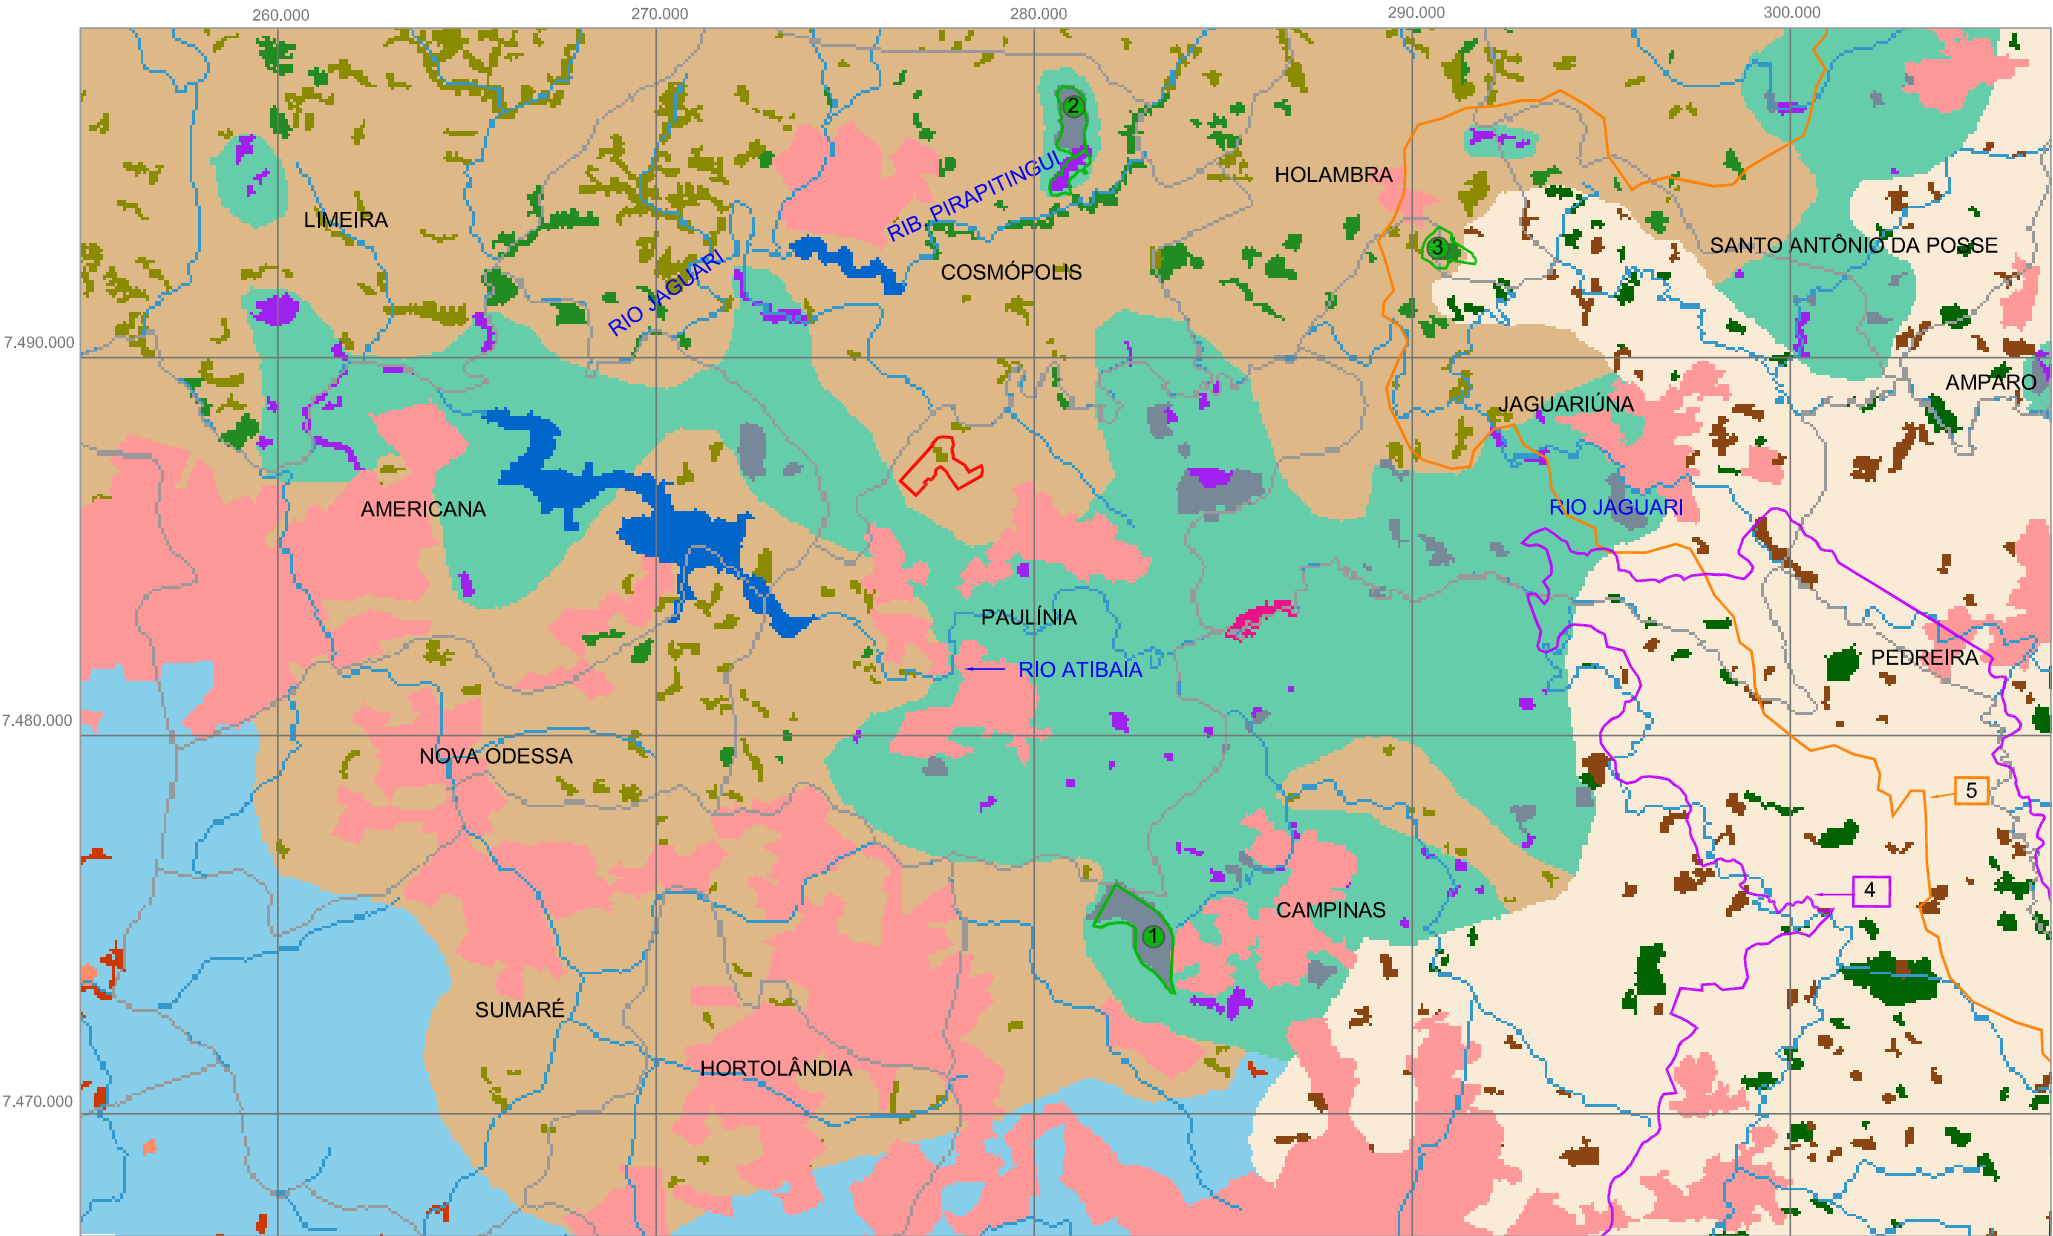 260.000
270.000
280.000
290.000
300.000
2
RIB. PIRAPITINGUI
HOLAMBRA
LIMEIRA
3
SANTO ANTÔNIO DA POSSE
COSMÓPOLIS
RIO JAGUARI
7.490.000
AMPARO
JAGUARIÚNA
AMERICANA
RIO JAGUARI
PAULÍNIA
PEDREIRA
RIO ATIBAIA
7.480.000
NOVA ODESSA
5
4
CAMPINAS
1
SUMARÉ
HORTOLÂNDIA
7.470.000